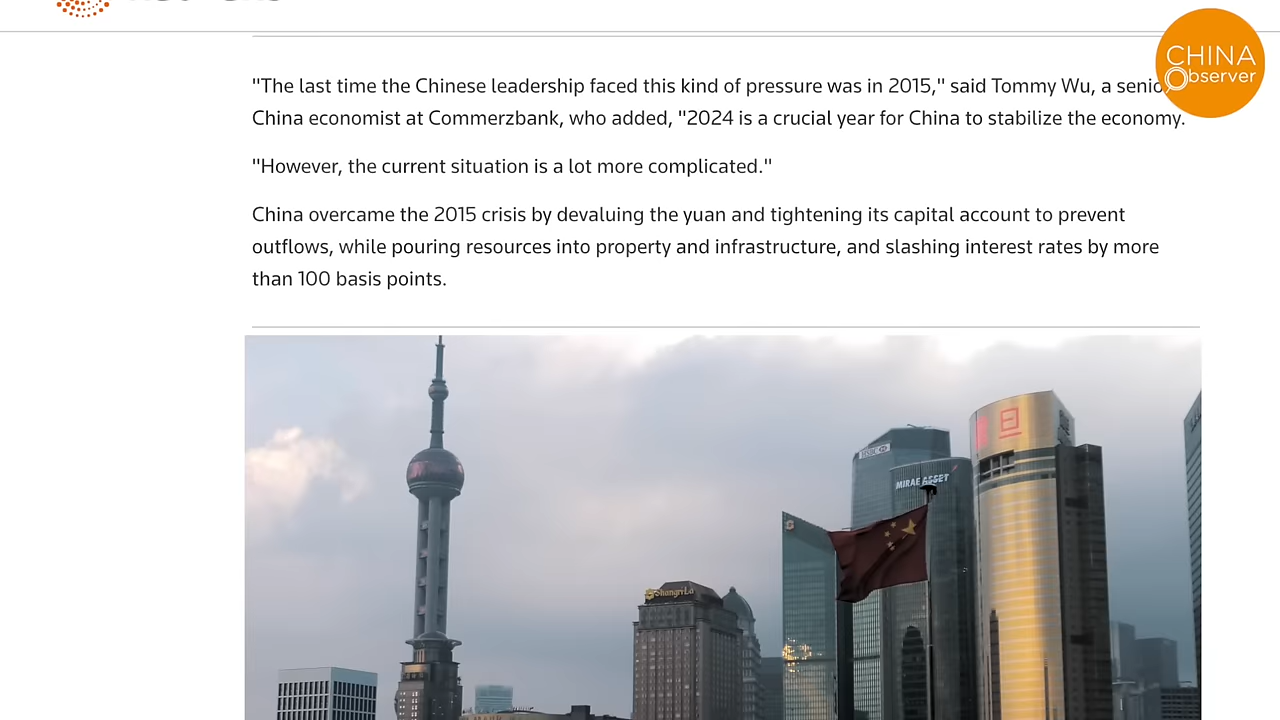 CHINA
Observer
"The last time the Chinese leadership faced this kind of pressure was in 2015," said Tommy Wu, a senior
China economist at Commerzbank, who added, "2024 is a crucial year for China to stabilize the economy.
"However, the current situation is a lot more complicated."
China overcame the 2015 crisis by devaluing the yuan and tightening its capital account to prevent
outflows, while pouring resources into property and infrastructure, and slashing interest rates by more
than 100 basis points.
HSBC
MIRAE ASSET
旦
Shangri-La